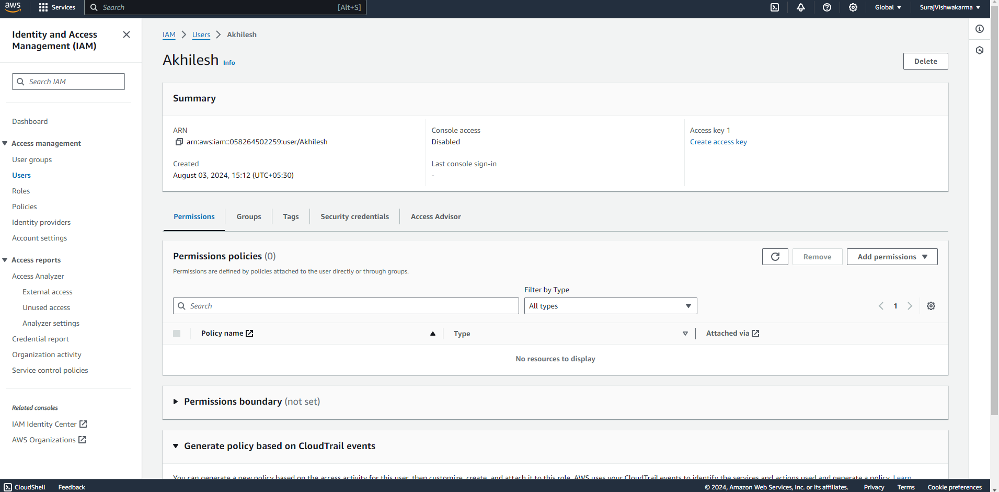 aws
Services
Search
[Alt+S]
Global
SurajVishwakarma
Identity and Access
Management (IAM)
Search IAM
Dashboard
Access management
User groups
Users
Roles
Policies
Identity providers
Account settings
Access reports
Access Analyzer
External access
Unused access
Analyzer settings
Credential report
Organization activity
Service control policies
Related consoles
IAM Identity Center
AWS Organizations
IAM > Users > Akhilesh
Akhilesh Info
Delete
Summary
ARN
arn:aws:iam::058264502259:user/Akhilesh
Created
August 03, 2024, 15:12 (UTC+05:30)
Console access
Disabled
Last console sign-in
-
Access key 1
Create access key
Permissions
Groups
Tags
Security credentials
Access Advisor
Permissions policies (0)
Permissions are defined by policies attached to the user directly or through groups.
Remove
Add permissions
Filter by Type
Search
All types
1
Policy name
Type
Attached via
No resources to display
Permissions boundary (not set)
Generate policy based on CloudTrail events
You can generate a new policy based on the access activity for this user, then customize, create, and attach it to this role. AWS uses your CloudTrail events to identify the services and actions used and generate a policy. Learn
CloudShell
Feedback
© 2024, Amazon Web Services, Inc. or its affiliates.
Privacy
Terms
Cookie preferences